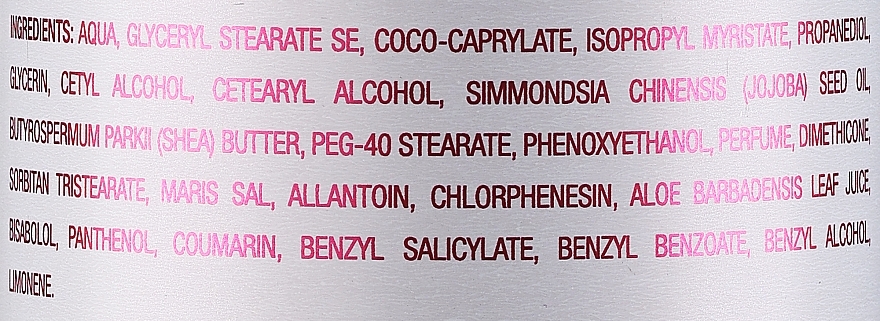 INGREDIENTS: AQUA, GLYCERYL STEARATE SE, COCO-CAPRYLATE, ISOPROPYL MYRISTATE, PROPANEDIOL,
GLYCERIN, CETYL ALCOHOL, CETEARYL ALCOHOL, SIMMONDSIA CHINENSIS (JOJOBA) SEED OIL,
BUTYROSPERMUM PARKII (SHEA) BUTTER, PEG-40 STEARATE, PHENOXYETHANOL, PERFUME, DIMETHICONE,
SORBITAN TRISTEARATE, MARIS SAL, ALLANTOIN, CHLORPHENESIN, ALOE BARBADENSIS LEAF JUICE,
BISABOLOL, PANTHENOL, COUMARIN, BENZYL SALICYLATE, BENZYL BENZOATE, BENZYL ALCOHOL,
LIMONENE.